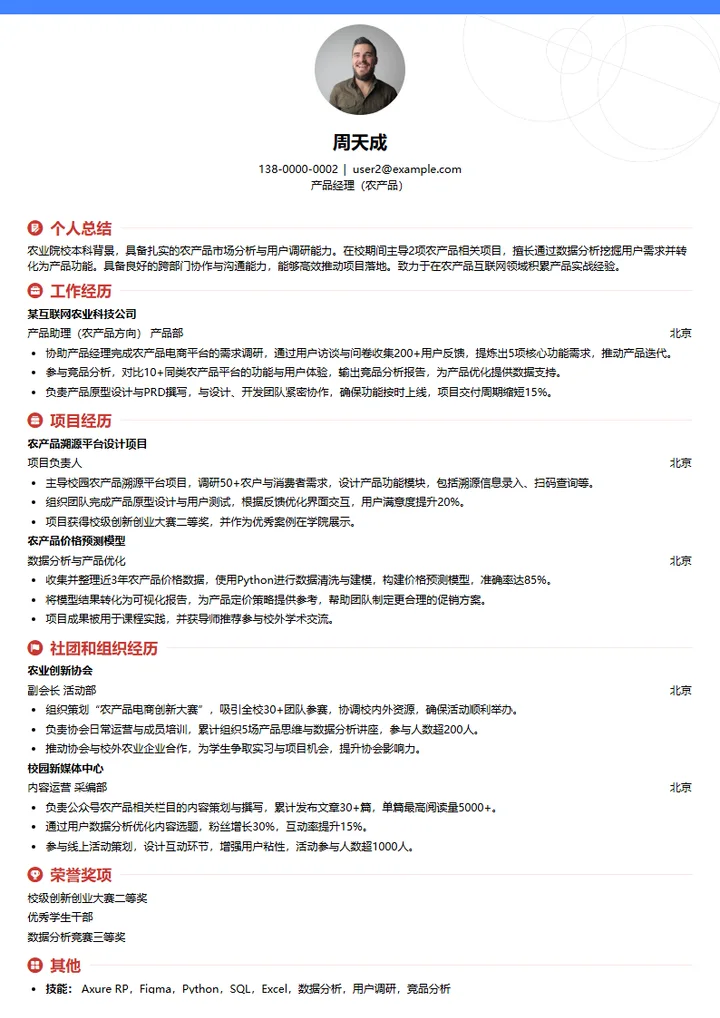 周天成
138-0000-0002 | user2@example.com
产品经理（农产品）
个人总结
农业院校本科背景，具备扎实的农产品市场分析与用户调研能力。在校期间主导2项农产品相关项目，擅长通过数据分析挖掘用户需求并转
化为产品功能。具备良好的跨部门协作与沟通能力，能够高效推动项目落地。致力于在农产品互联网领域积累产品实战经验。
工作经历
某互联网农业科技公司
产品助理（农产品方向） 产品部 北京
• 协助产品经理完成农产品电商平台的需求调研，通过用户访谈与问卷收集200+用户反馈，提炼出5项核心功能需求，推动产品迭代。
• 参与竞品分析，对比10+同类农产品平台的功能与用户体验，输出竞品分析报告，为产品优化提供数据支持。
• 负责产品原型设计与PRD撰写，与设计、开发团队紧密协作，确保功能按时上线，项目交付周期缩短15%。
项目经历
农产品溯源平台设计项目
项目负责人 北京
• 主导校园农产品溯源平台项目，调研50+农户与消费者需求，设计产品功能模块，包括溯源信息录入、扫码查询等。
• 组织团队完成产品原型设计与用户测试，根据反馈优化界面交互，用户满意度提升20%。
• 项目获得校级创新创业大赛二等奖，并作为优秀案例在学院展示。
农产品价格预测模型
数据分析与产品优化 北京
• 收集并整理近3年农产品价格数据，使用Python进行数据清洗与建模，构建价格预测模型，准确率达85%。
• 将模型结果转化为可视化报告，为产品定价策略提供参考，帮助团队制定更合理的促销方案。
• 项目成果被用于课程实践，并获导师推荐参与校外学术交流。
社团和组织经历
农业创新协会
副会长 活动部 北京
• 组织策划“农产品电商创新大赛”，吸引全校30+团队参赛，协调校内外资源，确保活动顺利举办。
• 负责协会日常运营与成员培训，累计组织5场产品思维与数据分析讲座，参与人数超200人。
• 推动协会与校外农业企业合作，为学生争取实习与项目机会，提升协会影响力。
校园新媒体中心
内容运营 采编部 北京
• 负责公众号农产品相关栏目的内容策划与撰写，累计发布文章30+篇，单篇最高阅读量5000+。
• 通过用户数据分析优化内容选题，粉丝增长30%，互动率提升15%。
• 参与线上活动策划，设计互动环节，增强用户粘性，活动参与人数超1000人。
荣誉奖项
校级创新创业大赛二等奖
优秀学生干部
数据分析竞赛三等奖
其他
• 技能： Axure RP，Figma，Python，SQL，Excel，数据分析，用户调研，竞品分析